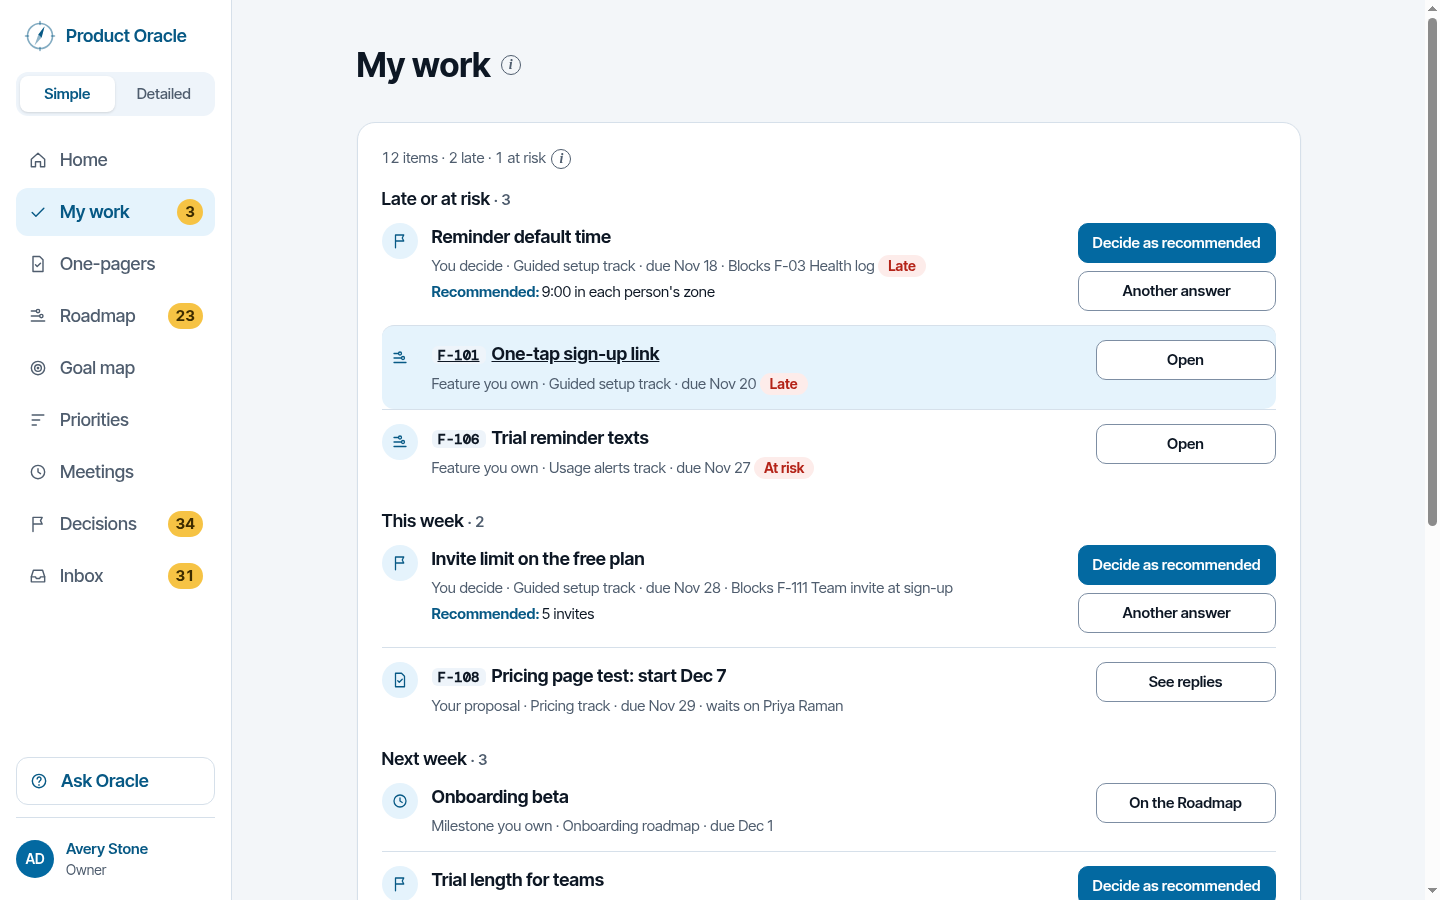 Product Oracle
Simple
Detailed
Home
My work 3
One-pagers
Roadmap 23
Goal map
Priorities
Meetings
Decisions 34
Inbox 31
Ask Oracle
AD
Avery Stone
Owner
My work i
12 items · 2 late · 1 at risk i
Late or at risk · 3
Reminder default time
You decide · Guided setup track · due Nov 18 · Blocks F-03 Health log Late
Recommended: 9:00 in each person's zone
Decide as recommended
Another answer
F-101 One-tap sign-up link
Feature you own · Guided setup track · due Nov 20 Late
Open
F-106 Trial reminder texts
Feature you own · Usage alerts track · due Nov 27 At risk
Open
This week · 2
Invite limit on the free plan
You decide · Guided setup track · due Nov 28 · Blocks F-111 Team invite at sign-up
Recommended: 5 invites
Decide as recommended
Another answer
F-108 Pricing page test: start Dec 7
Your proposal · Pricing track · due Nov 29 · waits on Priya Raman
See replies
Next week · 3
Onboarding beta
Milestone you own · Onboarding roadmap · due Dec 1
On the Roadmap
Trial length for teams
Decide as recommended